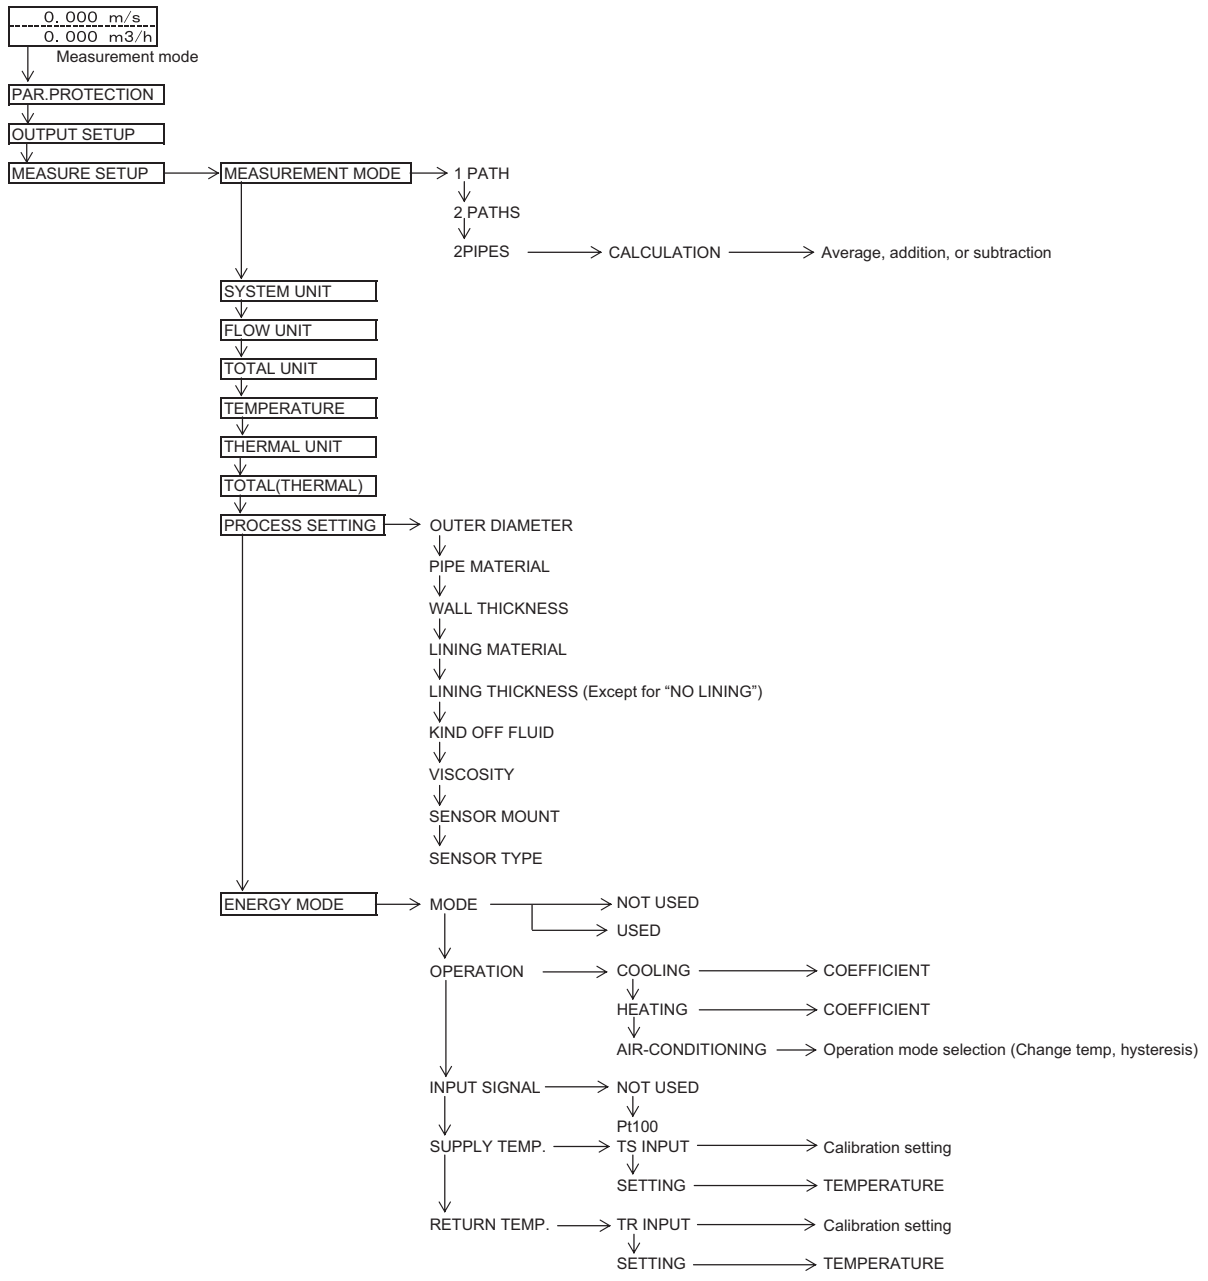 0.000 m/s
0.000 m3/h
Measurement mode
PAR.PROTECTION
OUTPUT SETUP
MEASURE SETUP
MEASUREMENT MODE
1 PATH
2 PATHS
2PIPES
CALCULATION
Average, addition, or subtraction
SYSTEM UNIT
FLOW UNIT
TOTAL UNIT
TEMPERATURE
THERMAL UNIT
TOTAL(THERMAL)
PROCESS SETTING
OUTER DIAMETER
PIPE MATERIAL
WALL THICKNESS
LINING MATERIAL
LINING THICKNESS (Except for “NO LINING”)
KIND OFF FLUID
VISCOSITY
SENSOR MOUNT
SENSOR TYPE
ENERGY MODE
MODE
NOT USED
USED
OPERATION
COOLING
COEFFICIENT
HEATING
COEFFICIENT
AIR-CONDITIONING
Operation mode selection (Change temp, hysteresis)
INPUT SIGNAL
NOT USED
Pt100
SUPPLY TEMP.
TS INPUT
Calibration setting
SETTING
TEMPERATURE
RETURN TEMP.
TR INPUT
Calibration setting
SETTING
TEMPERATURE